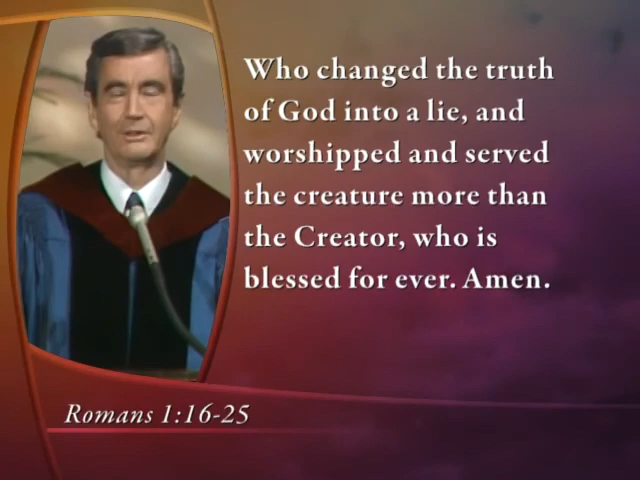 Who changed the truth
of God into a lie, and
worshipped and served
the creature more than
the Creator, who is
blessed for ever. Amen.
Romans 1:16-25